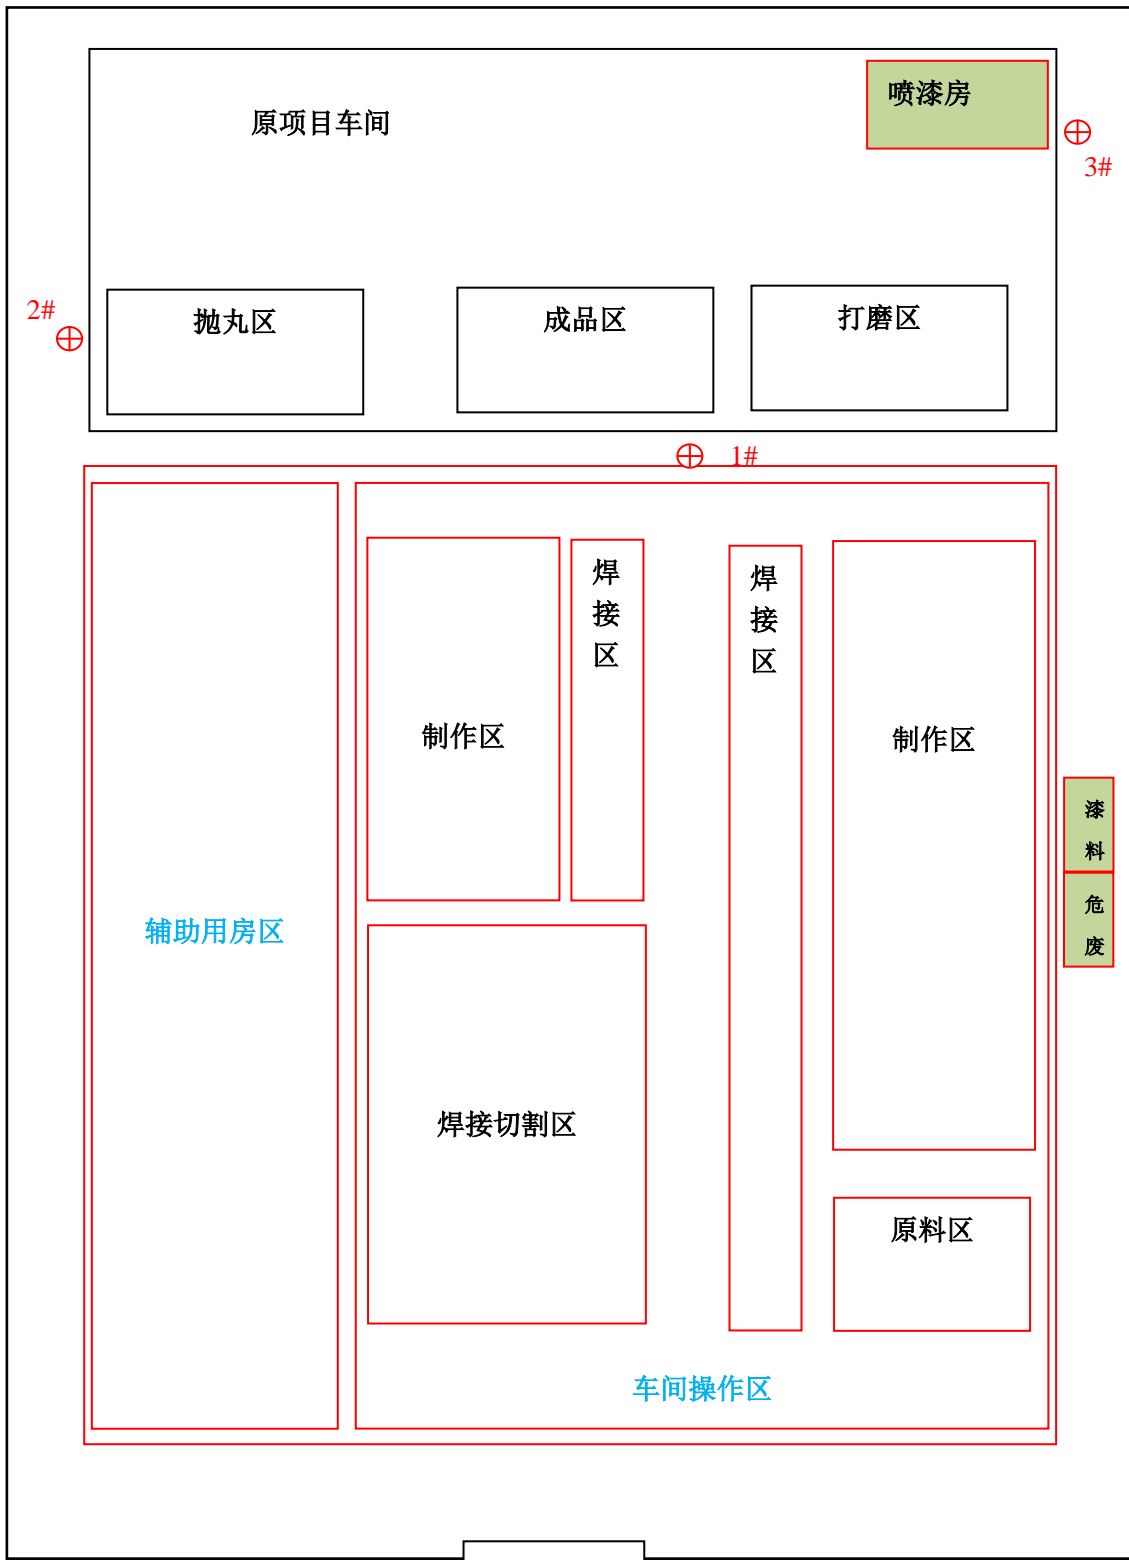 喷漆房
原项目车间
3#
2#
抛丸区
成品区
打磨区
1#
焊
接
区
焊
接
区
制作区
制作区
漆
料
危
废
辅助用房区
焊接切割区
原料区
车间操作区